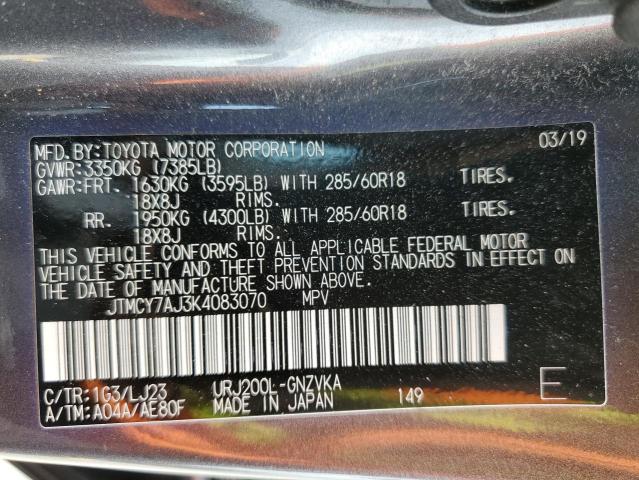 MFD.BY:TOYOTA MOTOR CORPORATION 03/19
GVWR:3350KG (7385LB)
GAWR:FRT. 1630KG (3595LB) WITH 285/60R18 TIRES.
18X8J RIMS.
RR. 1950KG (4300LB) WITH 285/60R18 TIRES.
18X8J RIMS.
THIS VEHICLE CONFORMS TO ALL APPLICABLE FEDERAL MOTOR
VEHICLE SAFETY AND THEFT PREVENTION STANDARDS IN EFFECT ON
THE DATE OF MANUFACTURE SHOWN ABOVE.
JTMCY7AJ3K4083070 MPV
C/TR:1G3/LJ23 URJ200L-GNZVKA
A/TM:A04A/AE80F MADE IN JAPAN 149 E